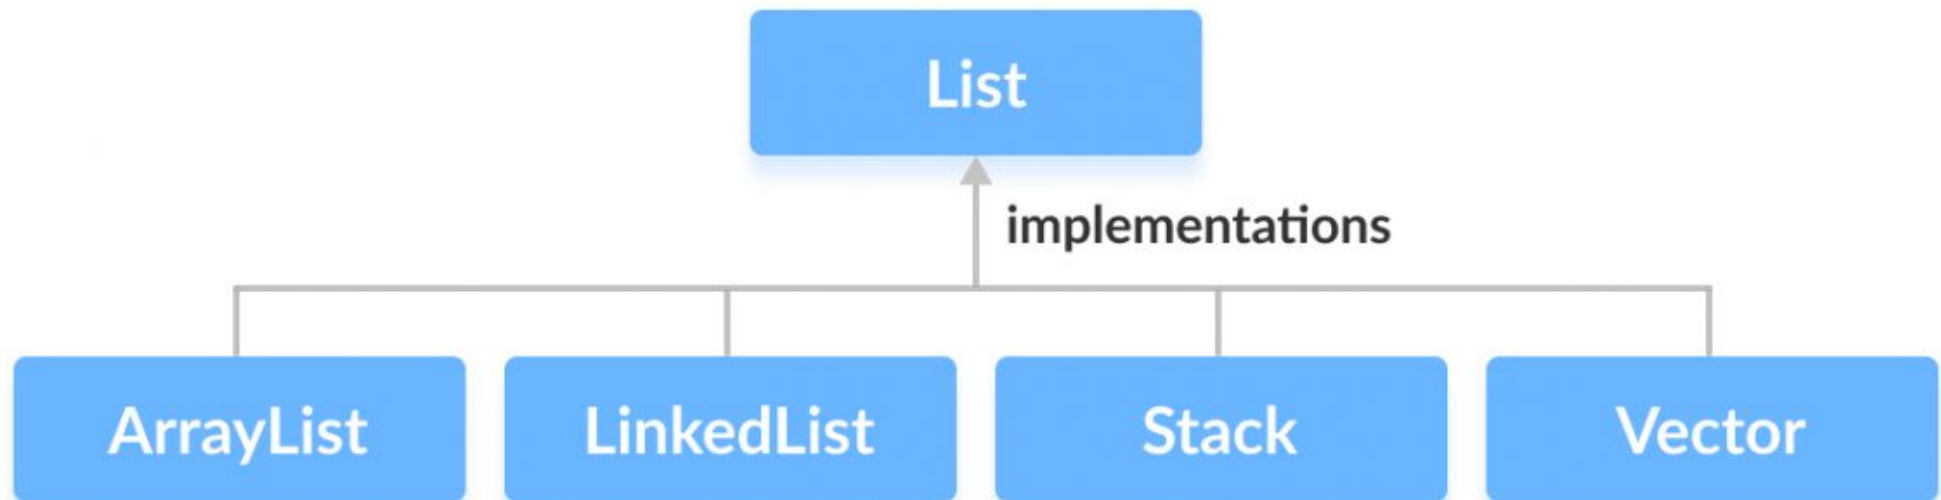 List
implementations
ArrayList
LinkedList
Stack
Vector